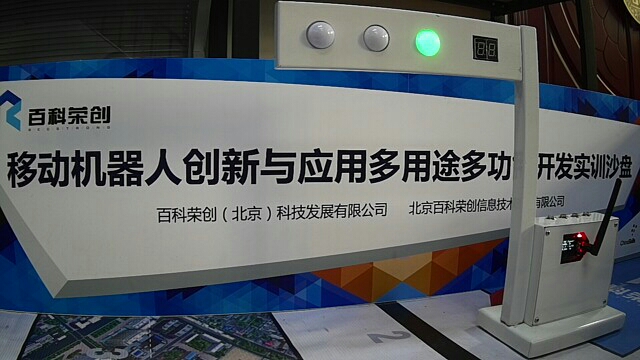 百科荣创
移动机器人创新与应用多用途多功 开发实训沙盘
百科荣创（北京）科技发展有限公司 北京百科荣创信息技术 有限公司
2